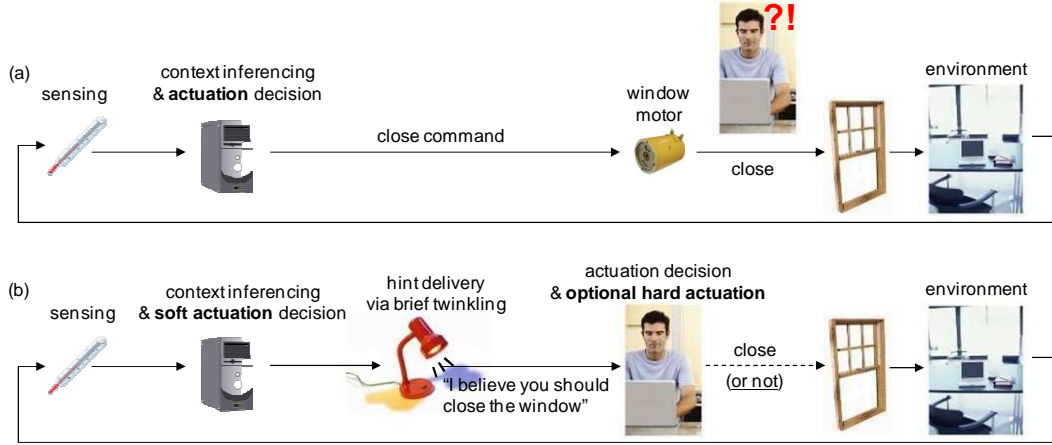 ?!
(a)
sensing
context inferencing
& actuation decision
close command
window
motor
close
environment
(b)
sensing
context inferencing
& soft actuation decision
hint delivery
via brief twinkling
“I believe you should
close the window”
actuation decision
& optional hard actuation
close
(or not)
environment